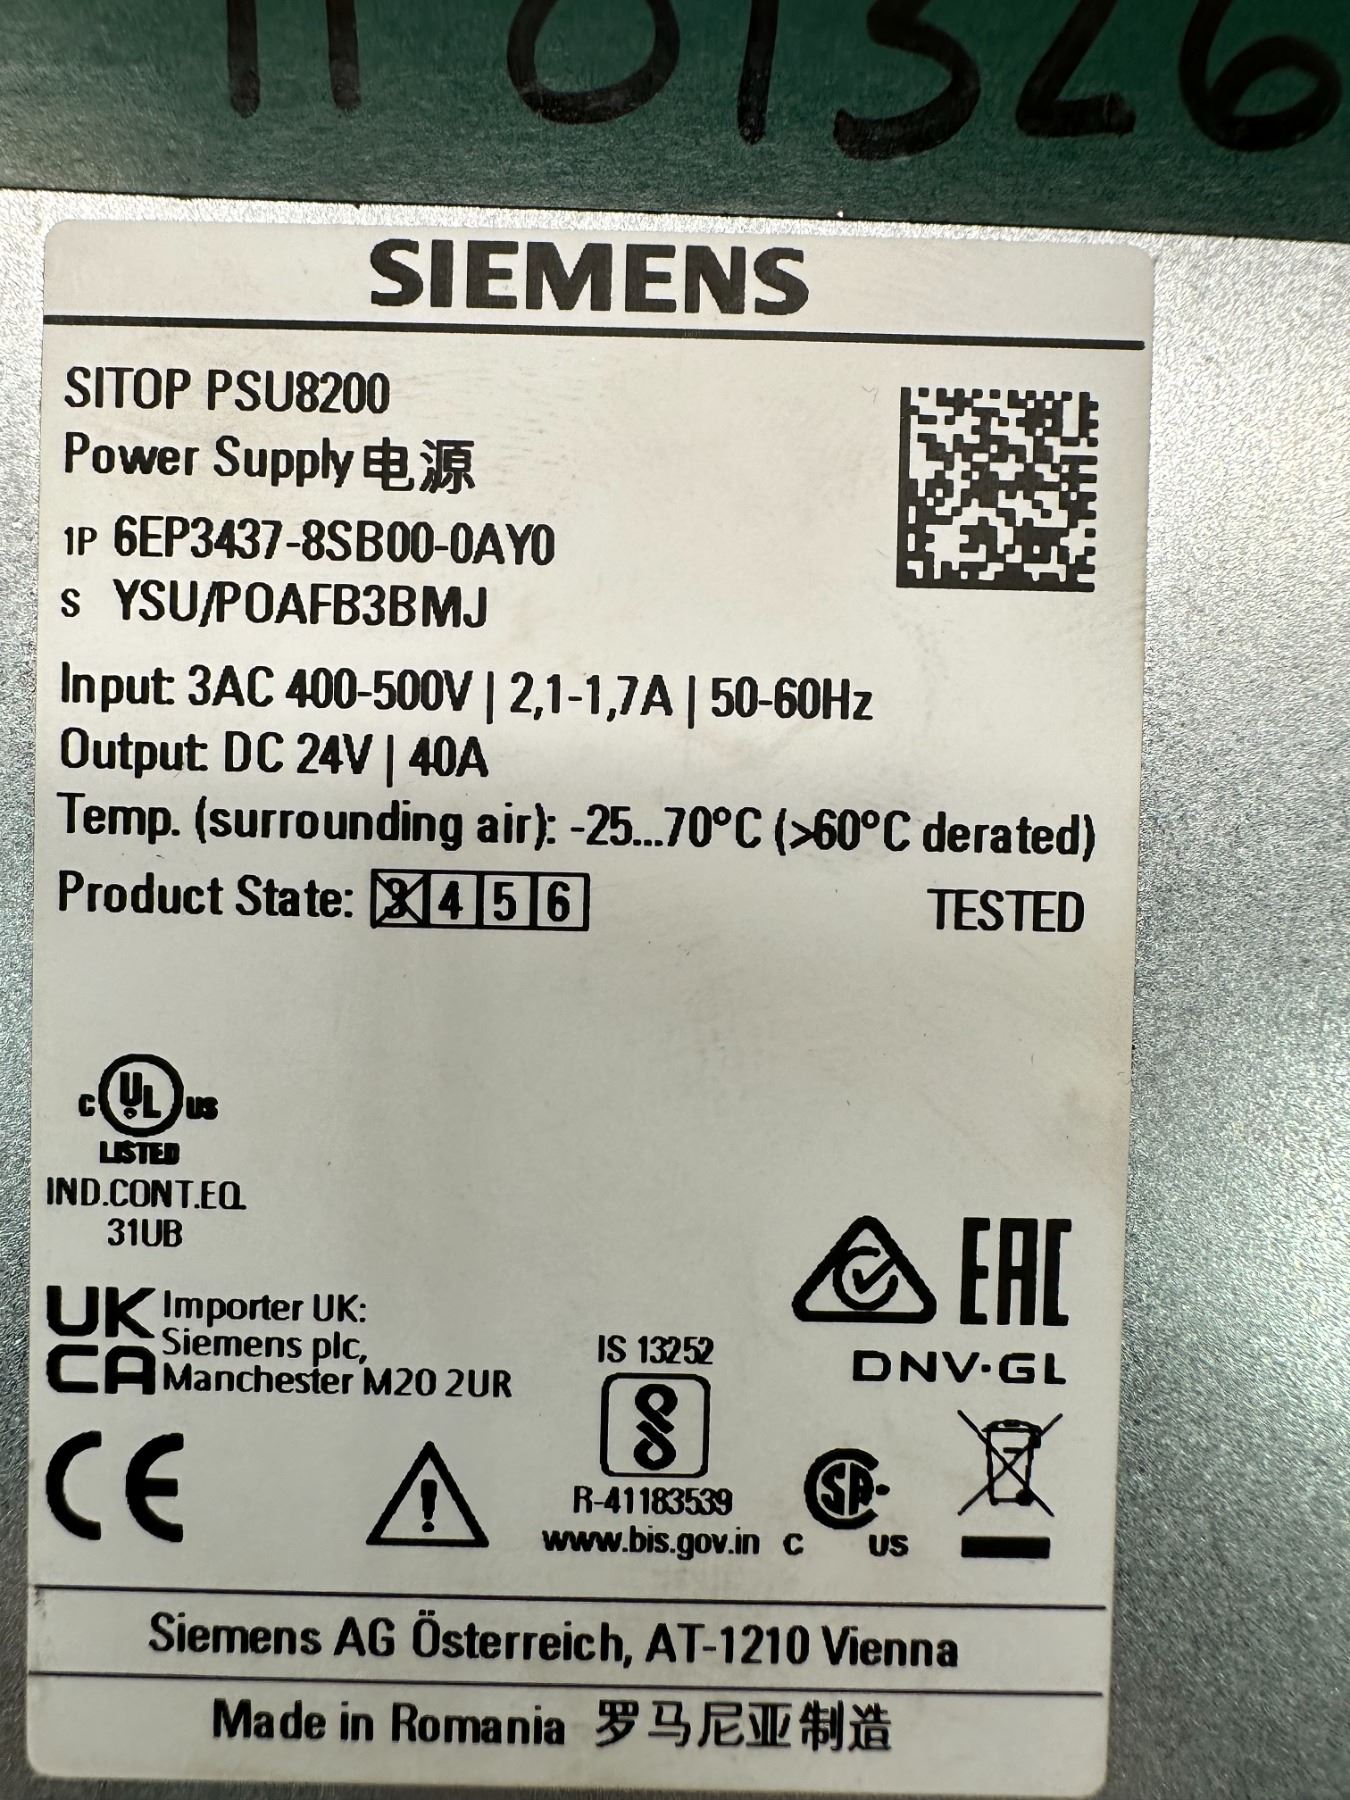 11 01326
SIEMENS
SITOP PSU8200
Power Supply 电源
1P 6EP3437-8SB00-0AY0
S YSU/POAFB3BMJ
Input: 3AC 400-500V | 2,1-1,7A | 50-60Hz
Output: DC 24V | 40A
Temp. (surrounding air): -25...70°C (>60°C derated)
Product State: 3 4 5 6
TESTED
C UL US
LISTED
IND.CONT.EQ.
31UB
EAC
UK CA
Importer UK:
Siemens plc,
Manchester M20 2UR
IS 13252
DNV·GL
CE
R-41183539
www.bis.gov.in
C SA US
Siemens AG Österreich, AT-1210 Vienna
Made in Romania 罗马尼亚制造